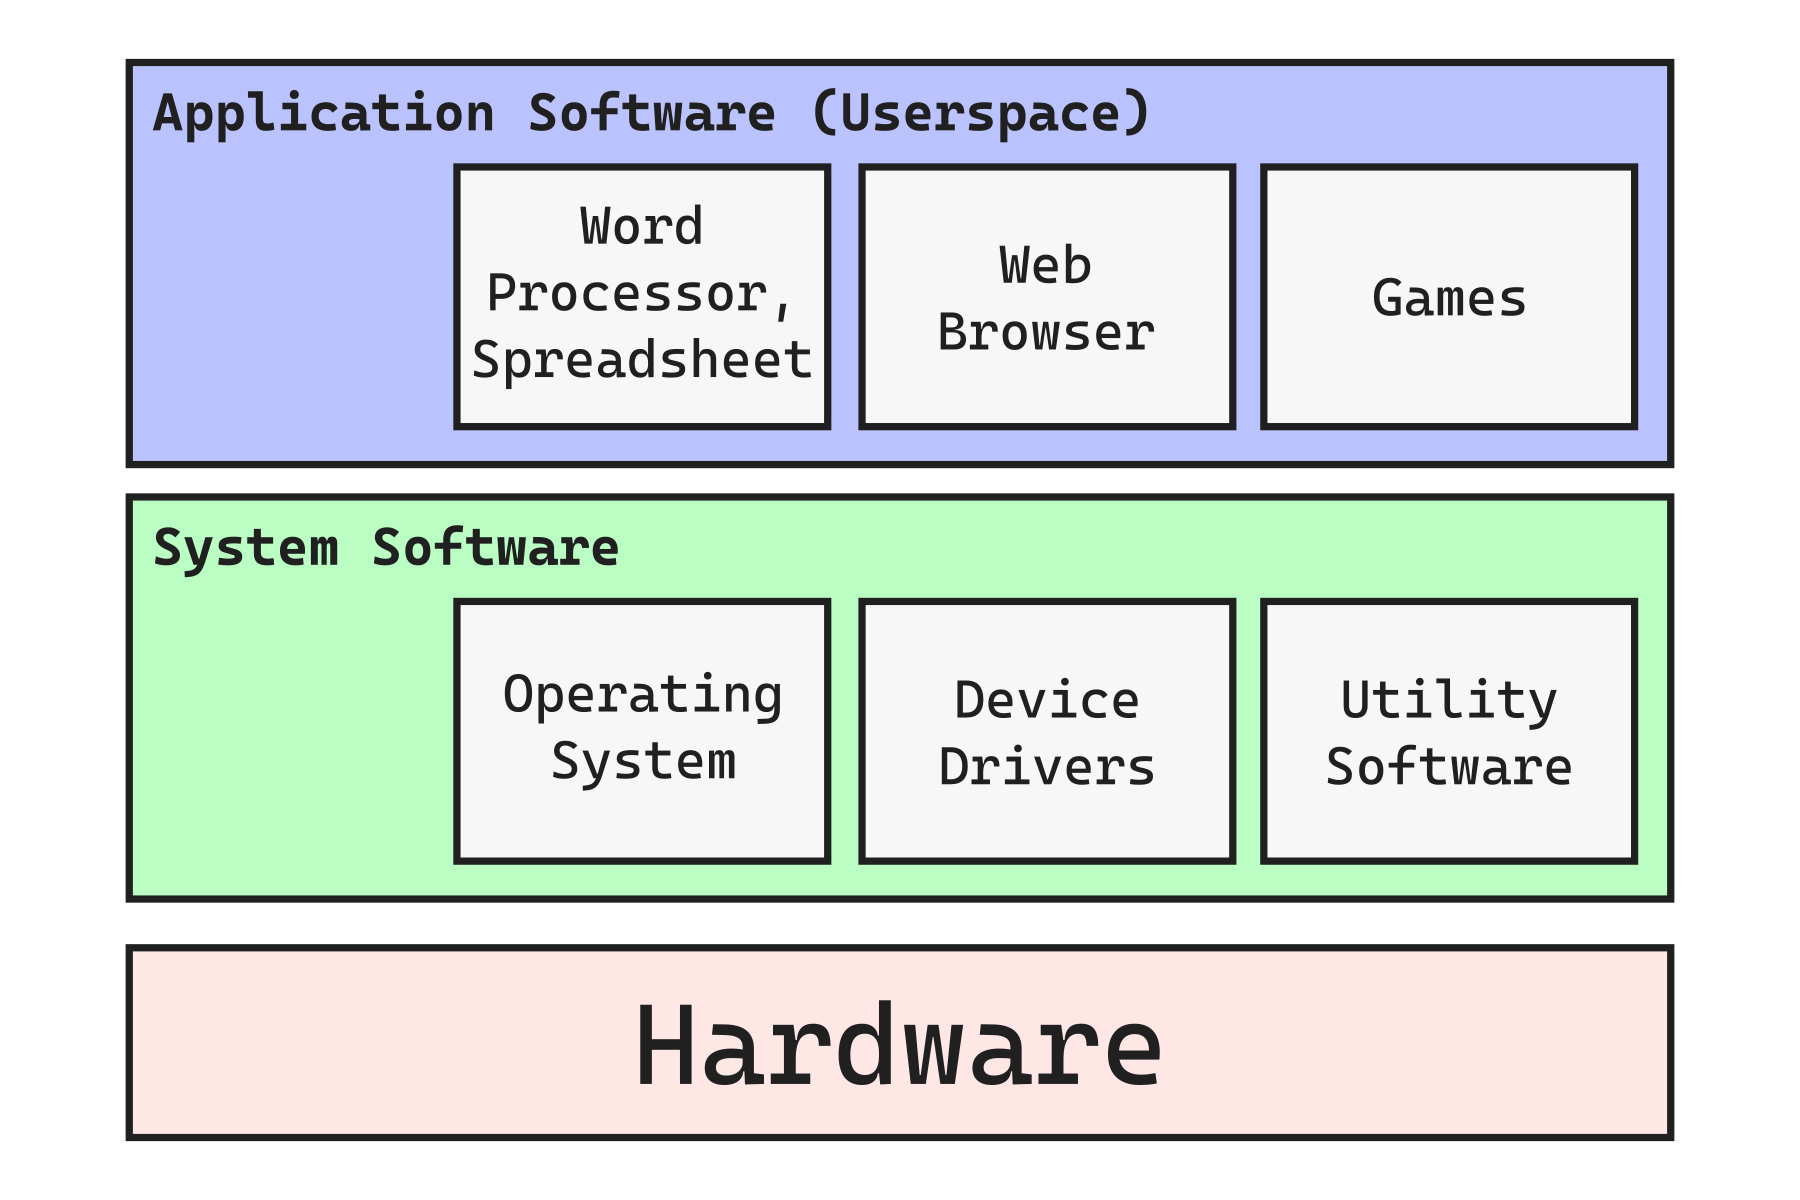 Application Software (Userspace)
Word
Processor,
Spreadsheet
Web
Browser
Games
System Software
Operating
System
Device
Drivers
Utility
Software
Hardware